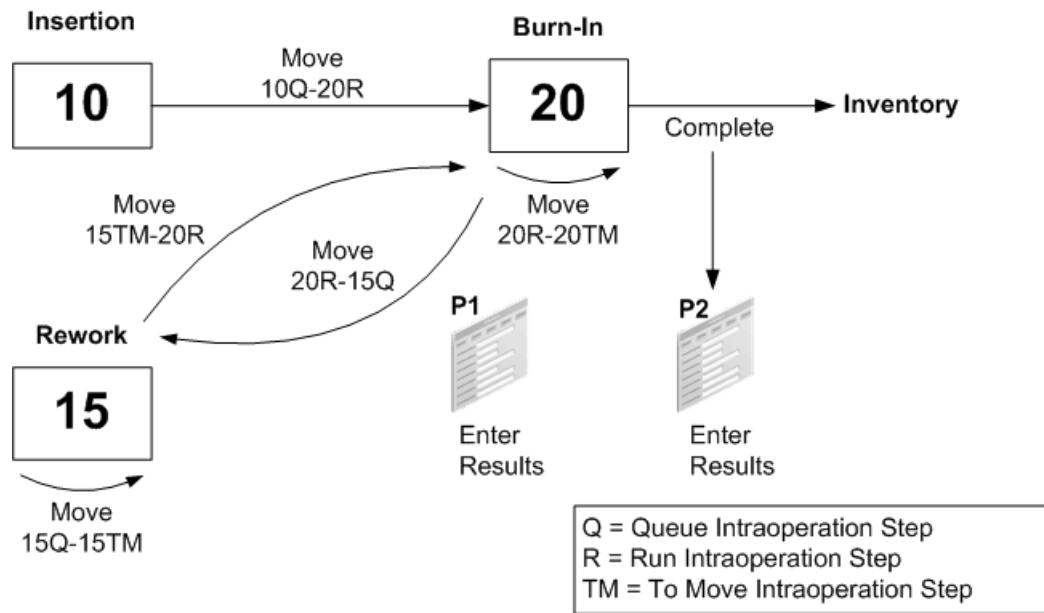 Insertion
10
Move
10Q-20R
Burn-In
20
Complete
Inventory
Move
15TM-20R
Move
20R-15Q
Move
20R-20TM
Rework
15
Move
15Q-15TM
P1
Enter
Results
P2
Enter
Results
Q = Queue Intraoperation Step
R = Run Intraoperation Step
TM = To Move Intraoperation Step